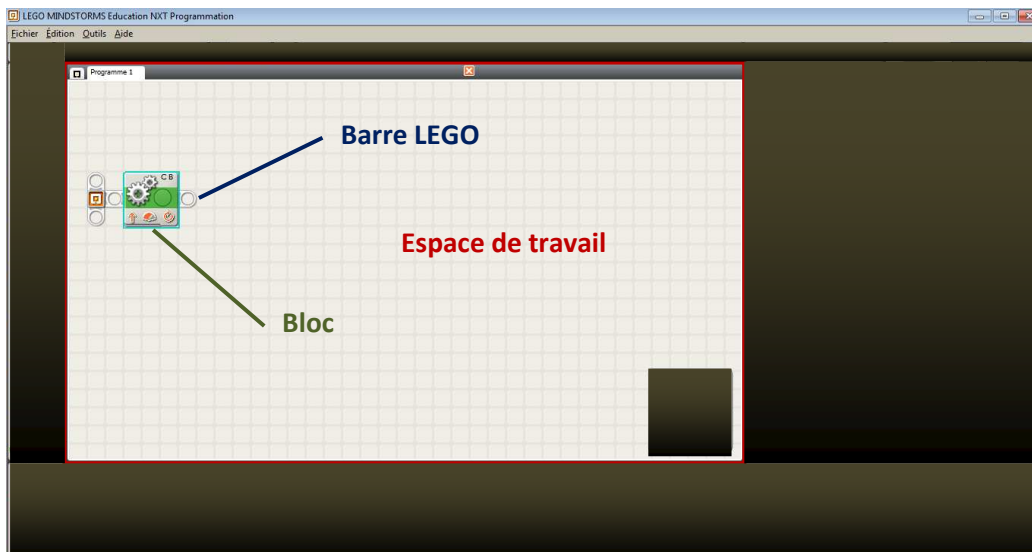 LEGO MINDSTORMS Education NXT Programmation
Fichier Édition Outils Aide
Programme 1
Barre LEGO
C B
Espace de travail
Bloc